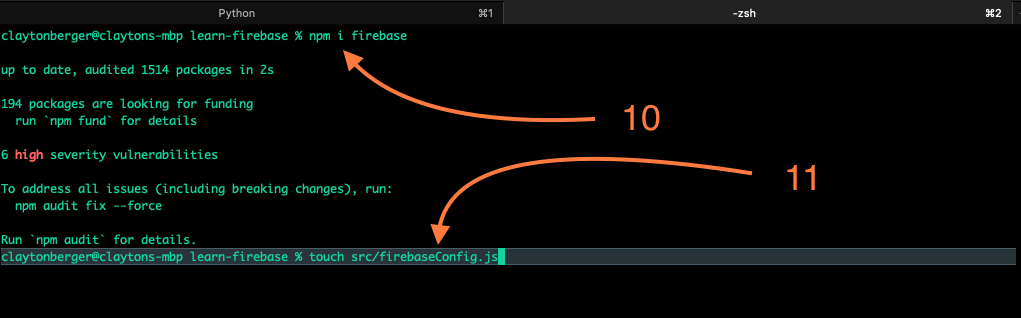 Python ⌘1 -zsh ⌘2
claytonberger@claytons-mbp learn-firebase % npm i firebase
up to date, audited 1514 packages in 2s
194 packages are looking for funding
10
run `npm fund` for details
6 high severity vulnerabilities
11
To address all issues (including breaking changes), run:
npm audit fix --force
Run `npm audit` for details.
claytonberger@claytons-mbp learn-firebase % touch src/firebaseConfig.js